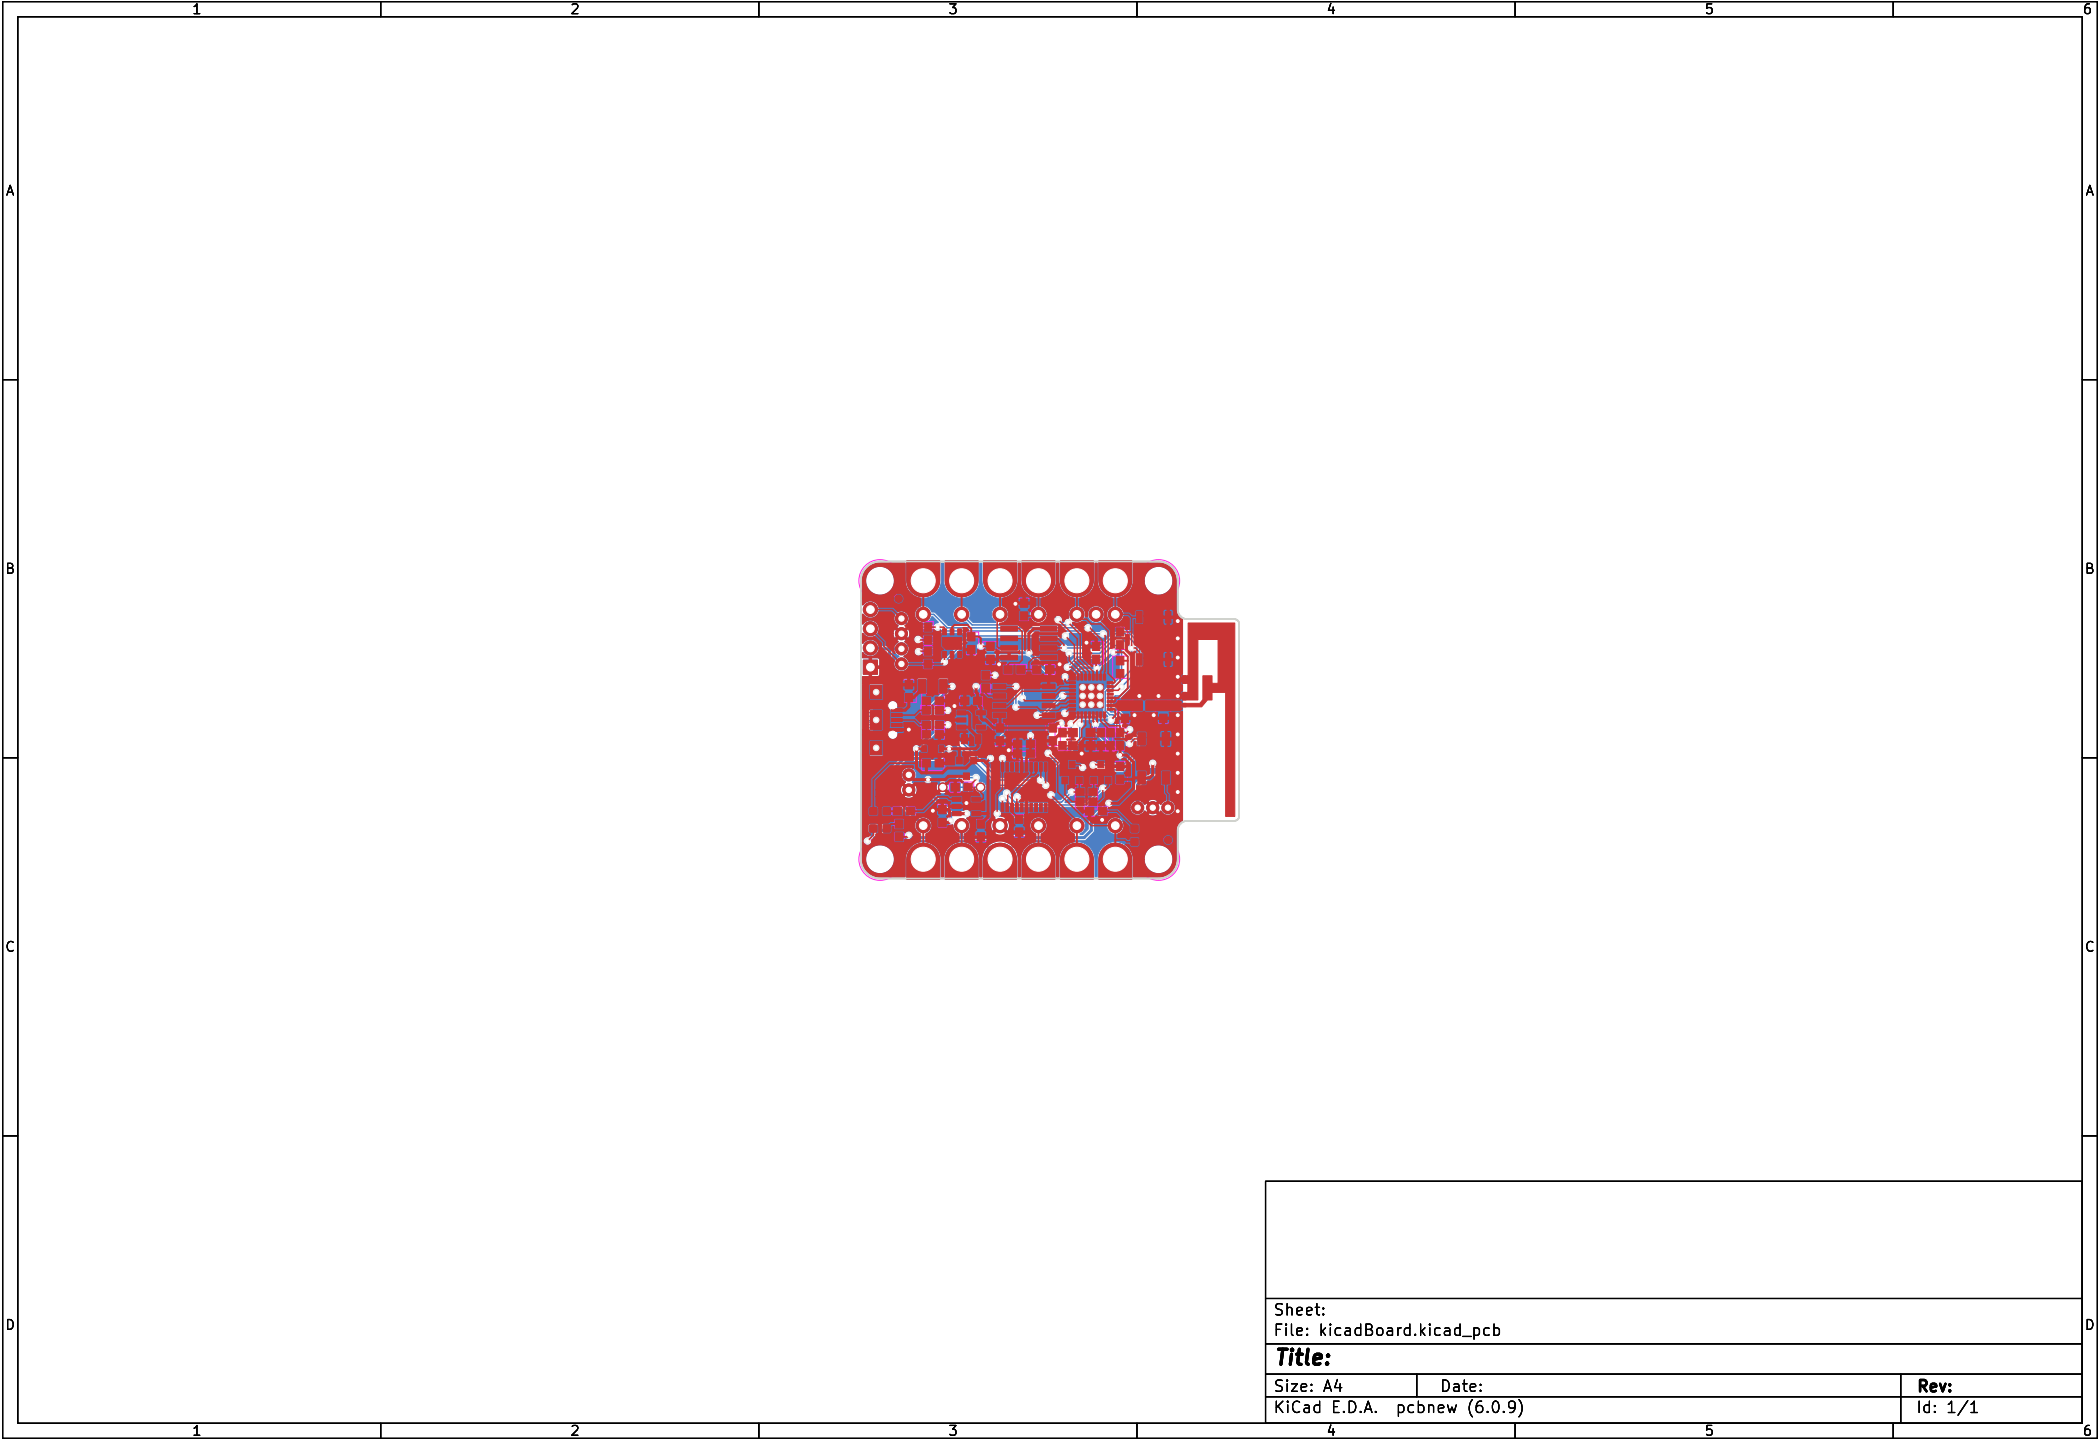 1 2 3 4 5 6
A A
B B
C C
Sheet:
File: kicadBoard.kicad_pcb
D D
Title:
Size: A4 Date: Rev:
KiCad E.D.A. pcbnew (6.0.9) Id: 1/1
1 2 3 4 5 6